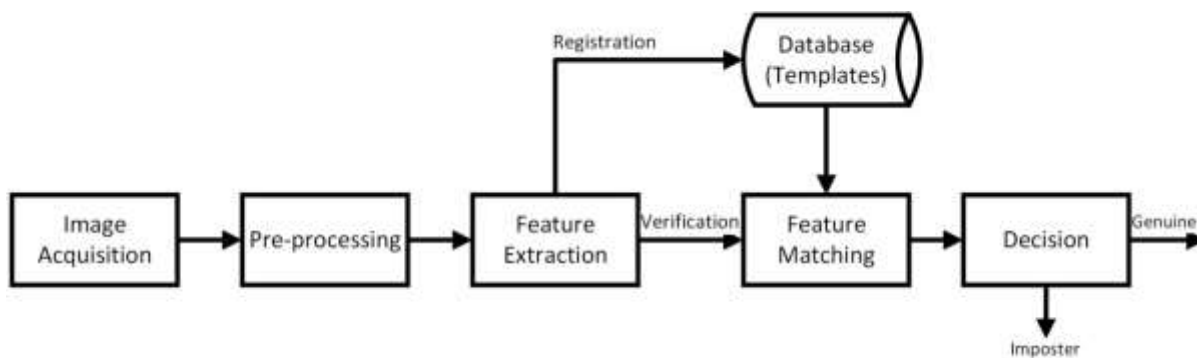 Registration
Database
(Templates)
Image
Acquisition
Pre-processing
Feature
Extraction
Verification
Feature
Matching
Decision
Genuine
Imposter